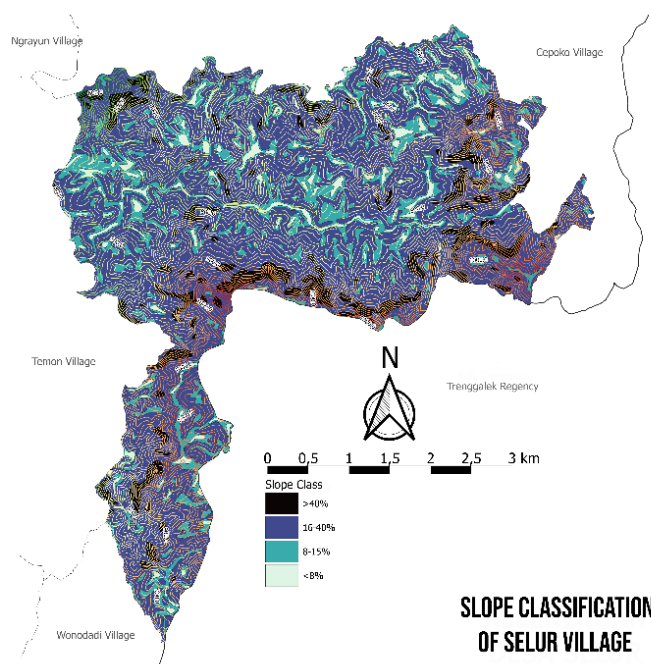 Ngrayun Village
Cepoko Village
Temon Village
N
Trenggalek Regency
0 0,5 1 1,5 2 2,5 3 km
Slope Class
>40%
16-40%
8-15%
<8%
Wonodadi Village
SLOPE CLASSIFICATION
OF SELUR VILLAGE